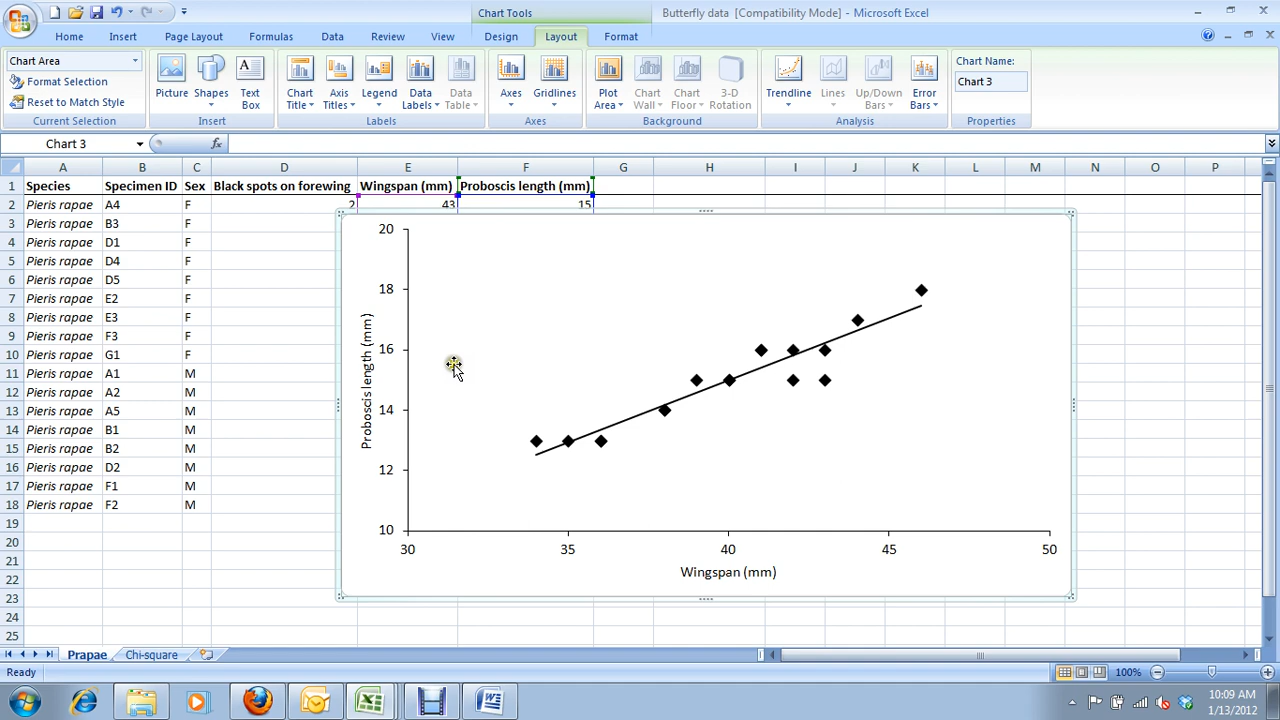 Chart Tools
Butterfly data [Compatibility Mode] - Microsoft Excel
Home Insert Page Layout Formulas Data Review View Design Layout Format
Chart Area
Format Selection
Reset to Match Style
Current Selection
Picture Shapes Text Box
Insert
Chart Title Axis Titles Legend Data Labels Data Table
Labels
Axes Gridlines
Axes
Plot Area Chart Wall Chart Floor 3-D Rotation
Background
Trendline Lines Up/Down Bars Error Bars
Analysis
Chart Name:
Chart 3
Properties
Chart 3 fx
A B C D E F G H I J K L M N O P
1 Species Specimen ID Sex Black spots on forewing Wingspan (mm) Proboscis length (mm)
2 Pieris rapae A4 F 2 43 15
3 Pieris rapae B3 F
4 Pieris rapae D1 F
5 Pieris rapae D4 F
6 Pieris rapae D5 F
7 Pieris rapae E2 F
8 Pieris rapae E3 F
9 Pieris rapae F3 F
10 Pieris rapae G1 F
11 Pieris rapae A1 M
12 Pieris rapae A2 M
13 Pieris rapae A5 M
14 Pieris rapae B1 M
15 Pieris rapae B2 M
16 Pieris rapae D2 M
17 Pieris rapae F1 M
18 Pieris rapae F2 M
19
20
21
22
23
24
25
20
18
16
14
12
10
Proboscis length (mm)
30 35 40 45 50
Wingspan (mm)
Prapae Chi-square
Ready
100%
10:09 AM
1/13/2012